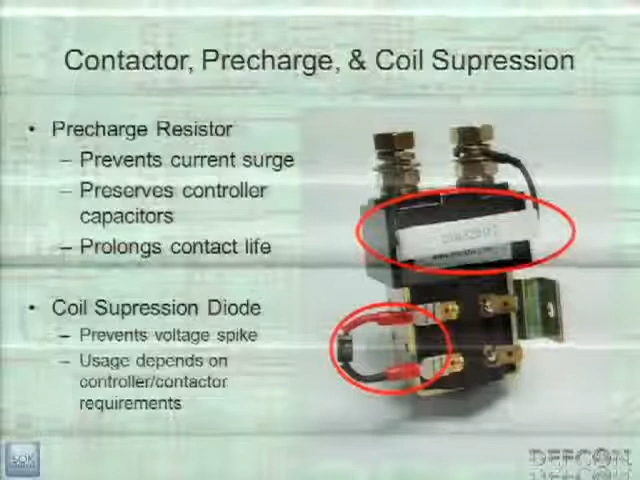 Contactor, Precharge, & Coil Supression
• Precharge Resistor
– Prevents current surge
– Preserves controller
capacitors
– Prolongs contact life
• Coil Supression Diode
– Prevents voltage spike
– Usage depends on
controller/contactor
requirements
SOK
DEFCON